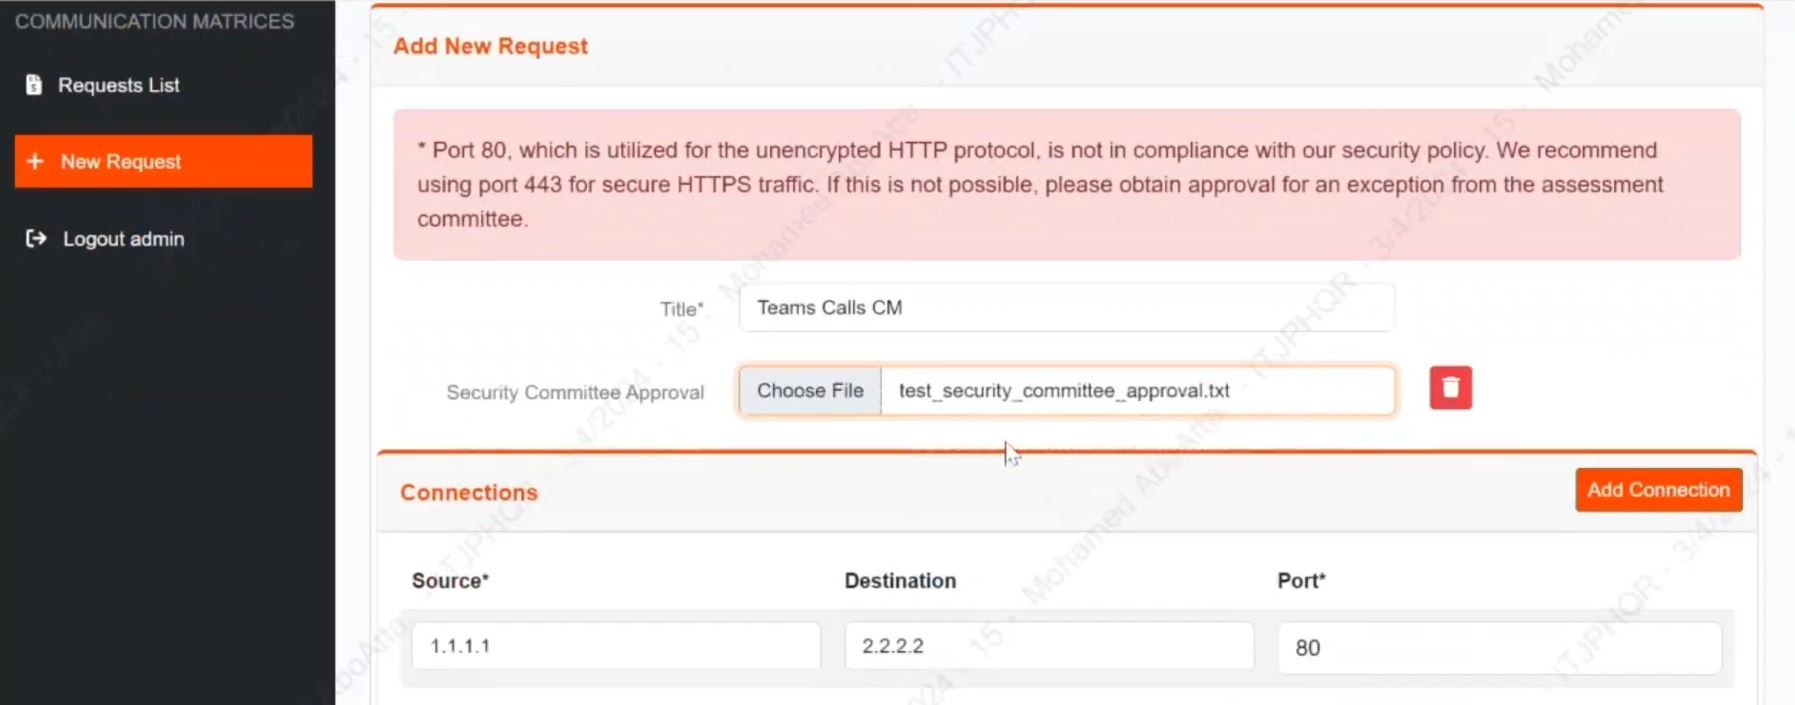 COMMUNICATION MATRICES
Requests List
+ New Request
Logout admin
Add New Request
* Port 80, which is utilized for the unencrypted HTTP protocol, is not in compliance with our security policy. We recommend
using port 443 for secure HTTPS traffic. If this is not possible, please obtain approval for an exception from the assessment
committee.
Title* Teams Calls CM
Security Committee Approval Choose File test_security_committee_approval.txt
Connections Add Connection
Source* Destination Port*
1.1.1.1 2.2.2.2 80